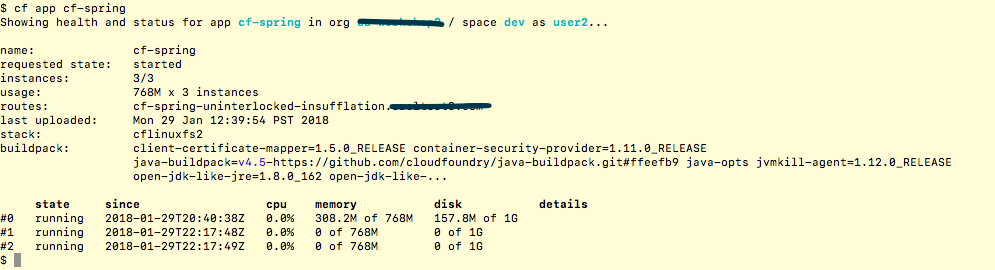 $ cf app cf-spring
Showing health and status for app cf-spring in org / space dev as user2...
name: cf-spring
requested state: started
instances: 3/3
usage: 768M x 3 instances
routes: cf-spring-uninterlocked-insufflation.
last uploaded: Mon 29 Jan 12:39:54 PST 2018
stack: cflinuxfs2
buildpack: client-certificate-mapper=1.5.0_RELEASE container-security-provider=1.11.0_RELEASE
java-buildpack=v4.5-https://github.com/cloudfoundry/java-buildpack.git#ffeefb9 java-opts jvmkill-agent=1.12.0_RELEASE
open-jdk-like-jre=1.8.0_162 open-jdk-like-...
state since cpu memory disk details
#0 running 2018-01-29T20:40:38Z 0.0% 308.2M of 768M 157.8M of 1G
#1 running 2018-01-29T22:17:48Z 0.0% 0 of 768M 0 of 1G
#2 running 2018-01-29T22:17:49Z 0.0% 0 of 768M 0 of 1G
$